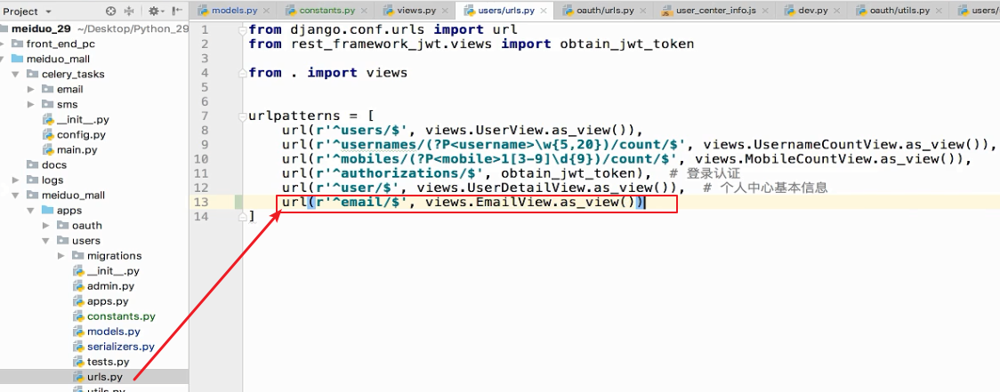 Project
models.py
constants.py
views.py
users/urls.py
oauth/urls.py
user_center_info.js
dev.py
oauth/utils.py
users/
meiduo_29 ~/Desktop/Python_29
front_end_pc
meiduo_mall
celery_tasks
email
sms
__init__.py
config.py
main.py
docs
logs
meiduo_mall
apps
oauth
users
migrations
__init__.py
admin.py
apps.py
constants.py
models.py
serializers.py
tests.py
urls.py
utils.py
1 from django.conf.urls import url
2 from rest_framework_jwt.views import obtain_jwt_token
3
4 from . import views
5
6
7 urlpatterns = [
8 url(r'^users/$', views.UserView.as_view()),
9 url(r'^usernames/(?P<username>\w{5,20})/count/$', views.UsernameCountView.as_view()),
10 url(r'^mobiles/(?P<mobile>1[3-9]\d{9})/count/$', views.MobileCountView.as_view()),
11 url(r'^authorizations/$', obtain_jwt_token), # 登录认证
12 url(r'^user/$', views.UserDetailView.as_view()), # 个人中心基本信息
13 url(r'^email/$', views.EmailView.as_view())
14 ]